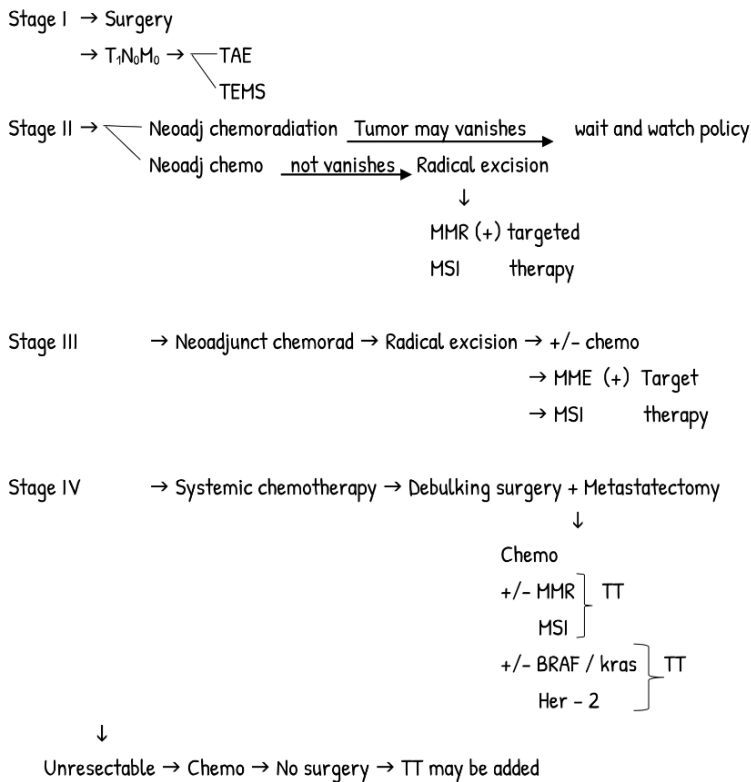 Stage I → Surgery
→ T₁N₀M₀ → TAE
TEMS
Stage II → Neoadj chemoradiation Tumor may vanishes wait and watch policy
Neoadj chemo not vanishes Radical excision
↓
MMR (+) targeted
MSI therapy
Stage III → Neoadjunct chemorad → Radical excision → +/- chemo
→ MME (+) Target
→ MSI therapy
Stage IV → Systemic chemotherapy → Debulking surgery + Metastatectomy
↓
Chemo
+/- MMR TT
MSI
+/- BRAF / kras TT
Her - 2
↓
Unresectable → Chemo → No surgery → TT may be added